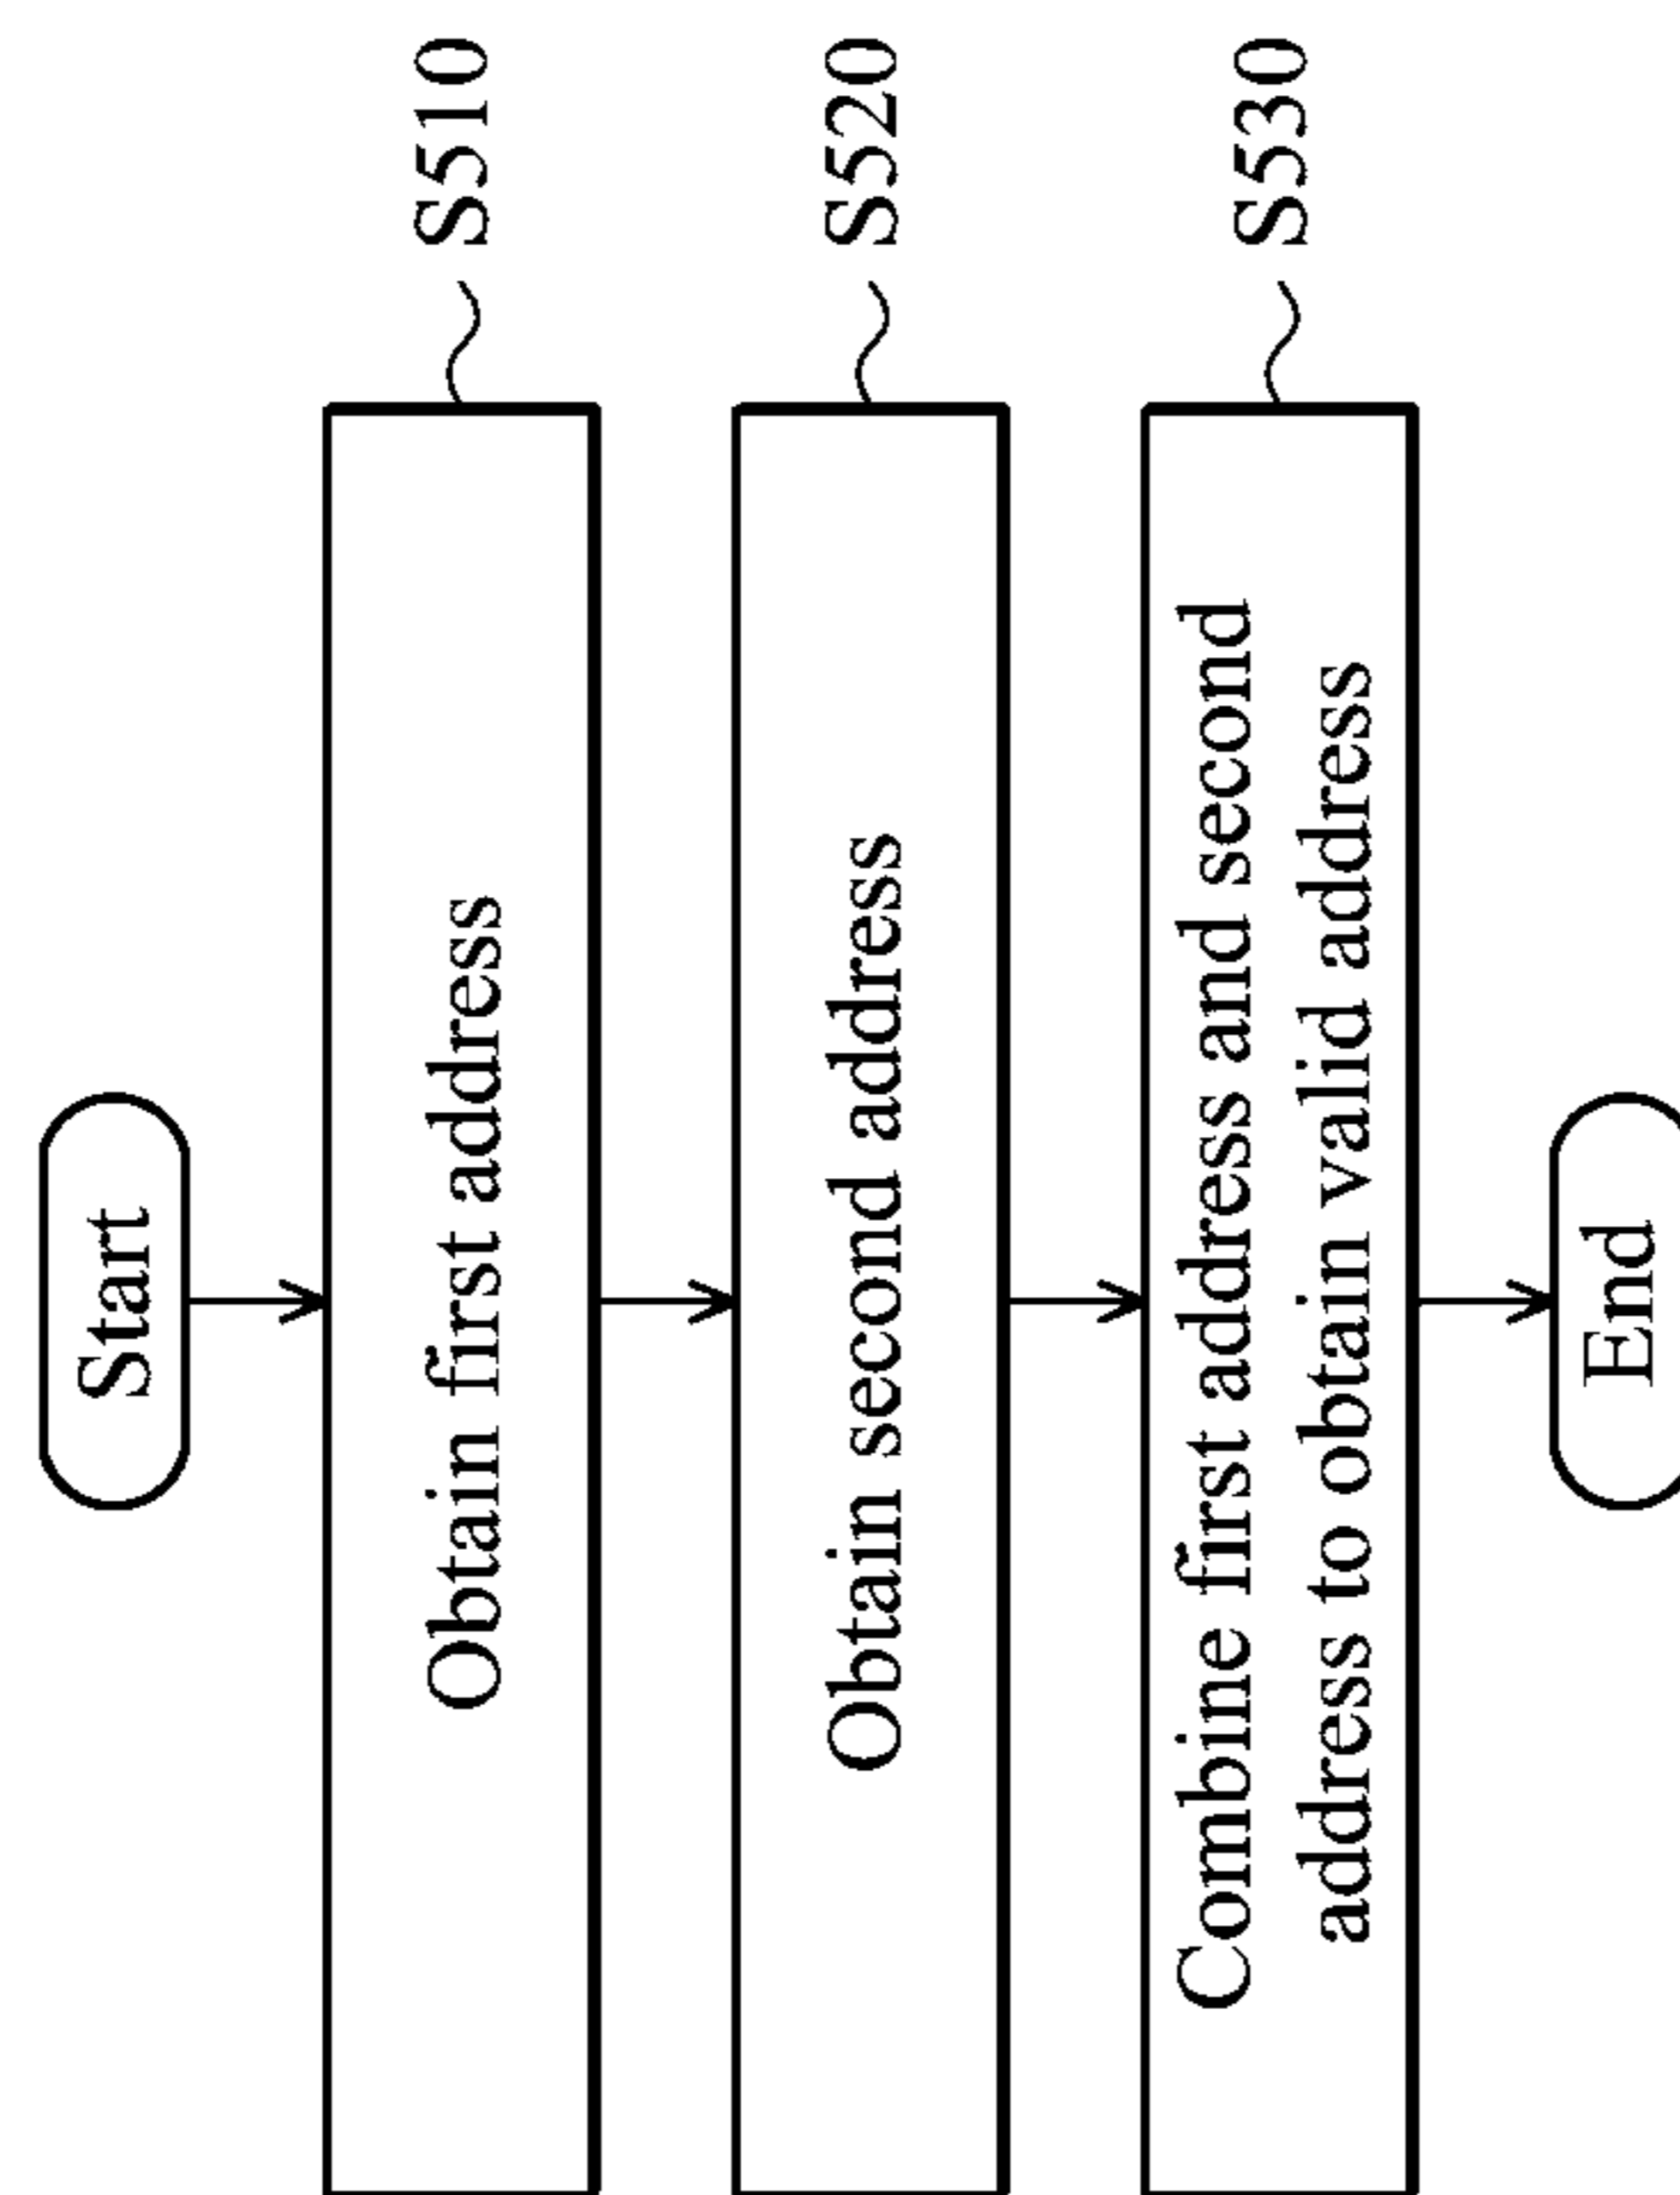 Start
Obtain first address
S510
Obtain second address
S520
Combine first address and second
address to obtain valid address
S530
End